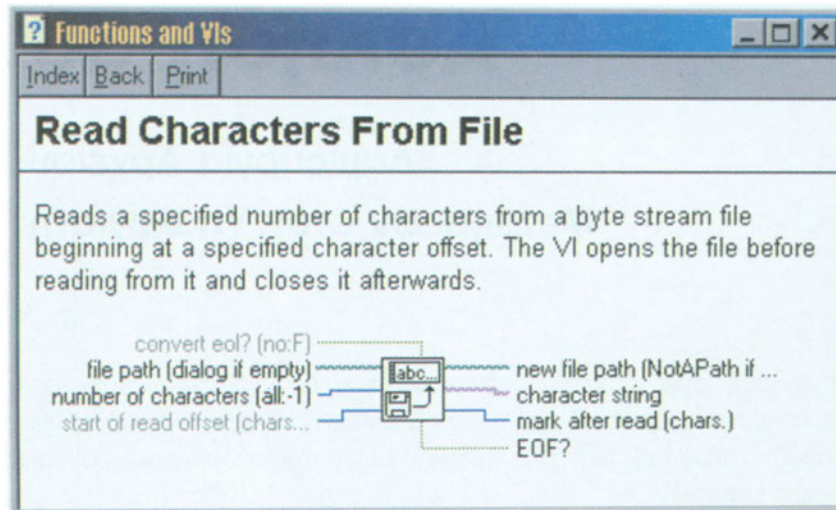 Functions and VIs
Index Back Print
Read Characters From File
Reads a specified number of characters from a byte stream file
beginning at a specified character offset. The VI opens the file before
reading from it and closes it afterwards.
convert eol? (no:F)
file path (dialog if empty)
number of characters (all:-1)
start of read offset (chars...
abc...
new file path (NotAPath if ...
character string
mark after read (chars.)
EOF?